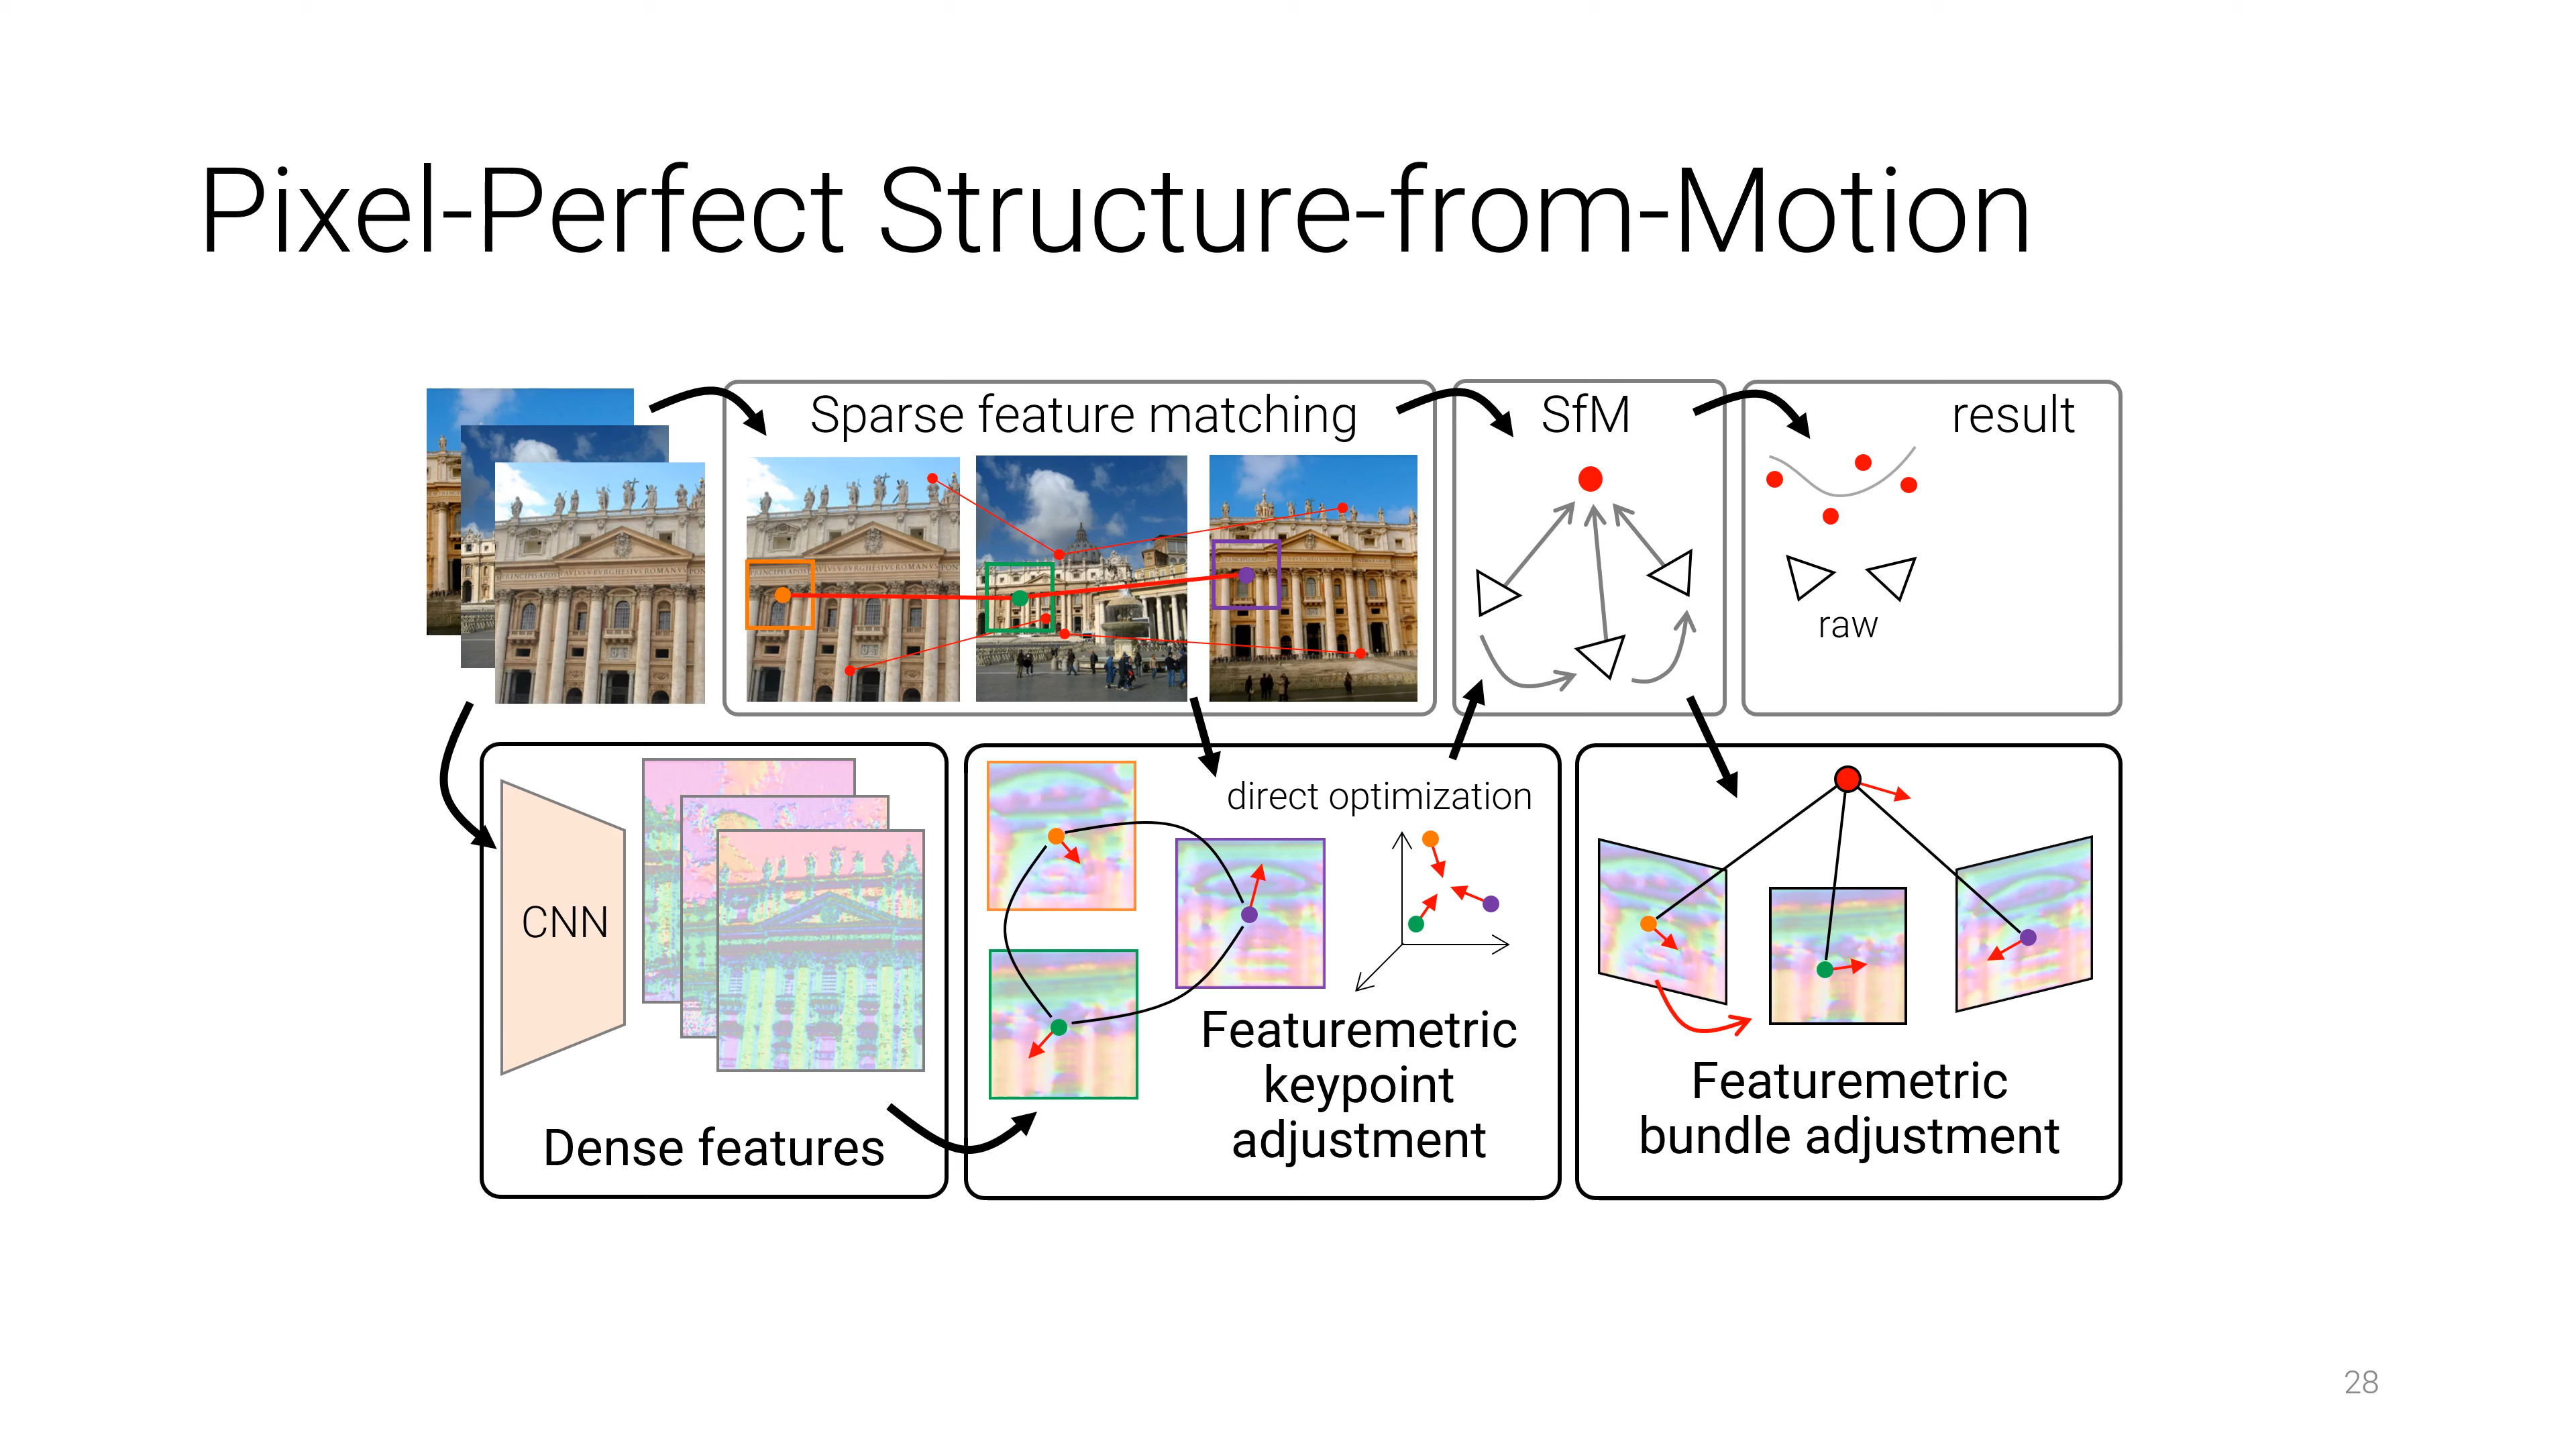 Pixel-Perfect Structure-from-Motion
Sparse feature matching
SfM
result
raw
CNN
Dense features
direct optimization
Featuremetric
keypoint
adjustment
Featuremetric
bundle adjustment
28